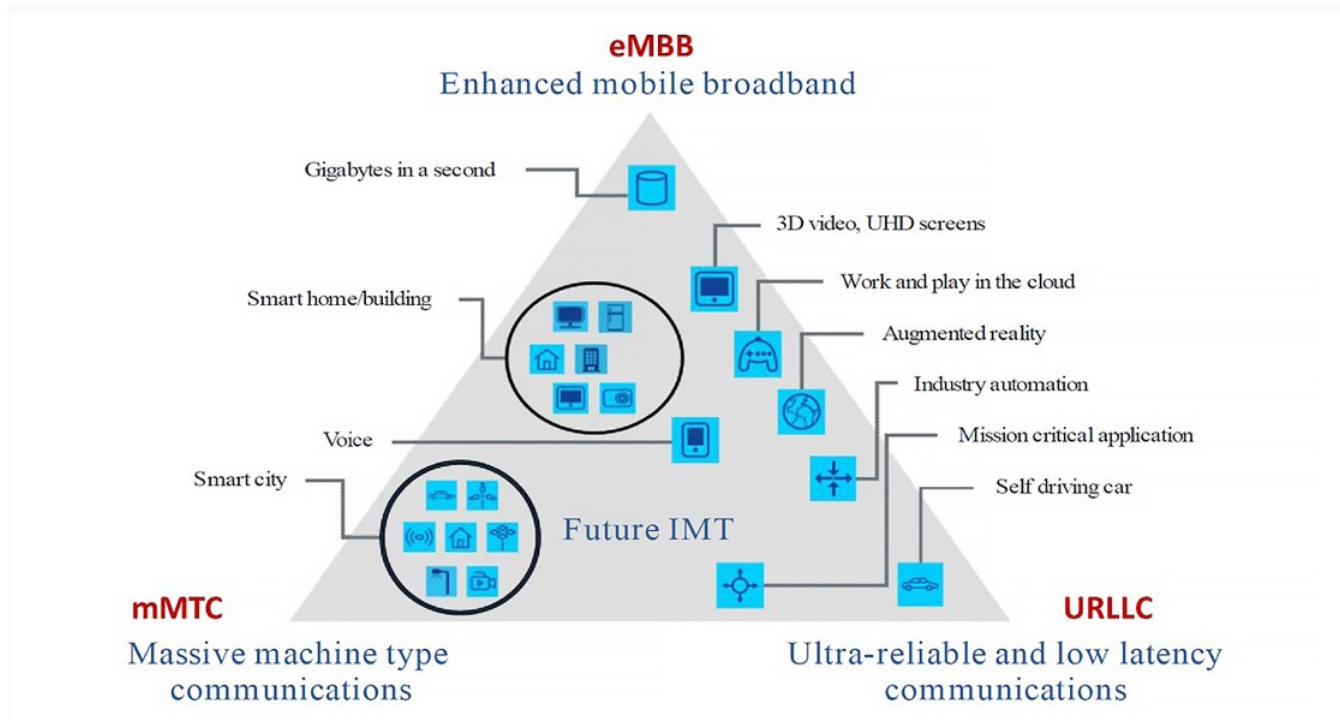 eMBB
Enhanced mobile broadband
Gigabytes in a second
3D video, UHD screens
Smart home/building
Work and play in the cloud
Augmented reality
Industry automation
Voice
Mission critical application
Smart city
Self driving car
Future IMT
mMTC
URLLC
Massive machine type
communications
Ultra-reliable and low latency
communications